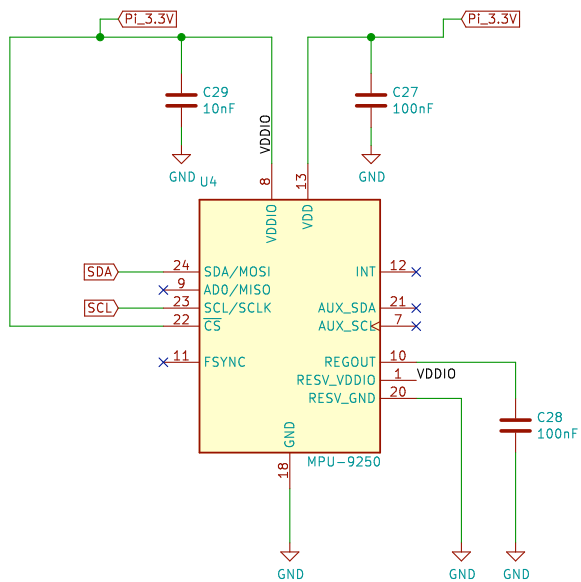 Pi_3.3V
Pi_3.3V
C29
10nF
C27
100nF
VDDIO
GND
GND
U4
8
13
VDDIO
VDD
SDA
24
SDA/MOSI
INT
12
9
AD0/MISO
SCL
23
SCL/SCLK
AUX_SDA
21
22
CS
AUX_SCL
7
11
FSYNC
REGOUT
10
RESV_VDDIO
1
VDDIO
RESV_GND
20
C28
100nF
GND
MPU-9250
18
GND
GND
GND